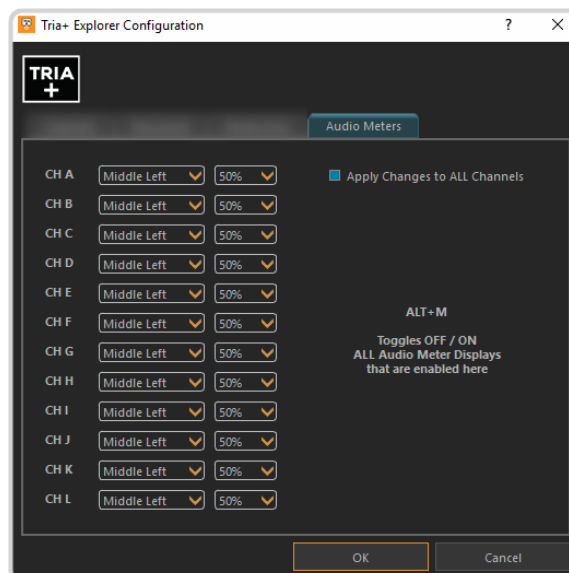 Tria+ Explorer Configuration ? ×
TRIA
+
Audio Meters
CH A Middle Left 50% Apply Changes to ALL Channels
CH B Middle Left 50%
CH C Middle Left 50%
CH D Middle Left 50%
CH E Middle Left 50%
CH F Middle Left 50%
CH G Middle Left 50%
CH H Middle Left 50%
CH I Middle Left 50%
CH J Middle Left 50%
CH K Middle Left 50%
CH L Middle Left 50%
ALT+M
Toggles OFF / ON
ALL Audio Meter Displays
that are enabled here
OK Cancel